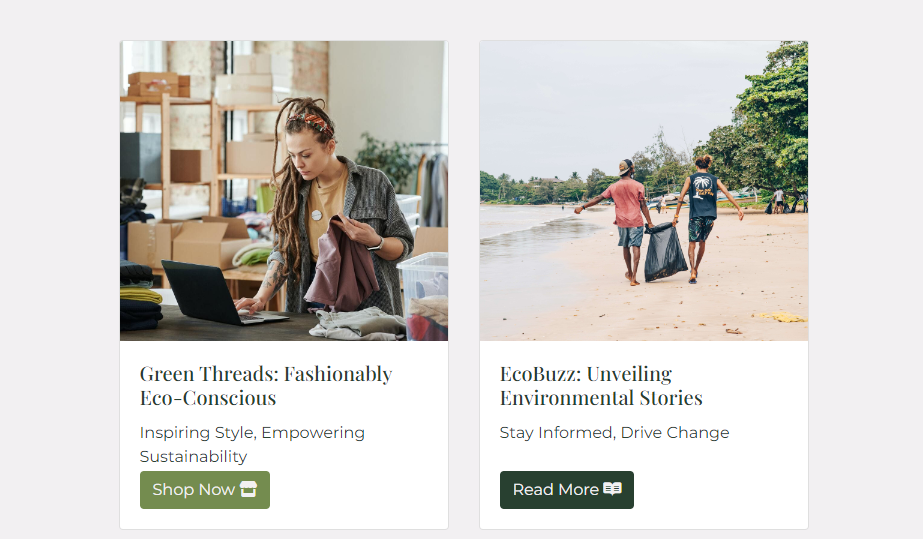 Green Threads: Fashionably
Eco-Conscious
Inspiring Style, Empowering
Sustainability
Shop Now
EcoBuzz: Unveiling
Environmental Stories
Stay Informed, Drive Change
Read More